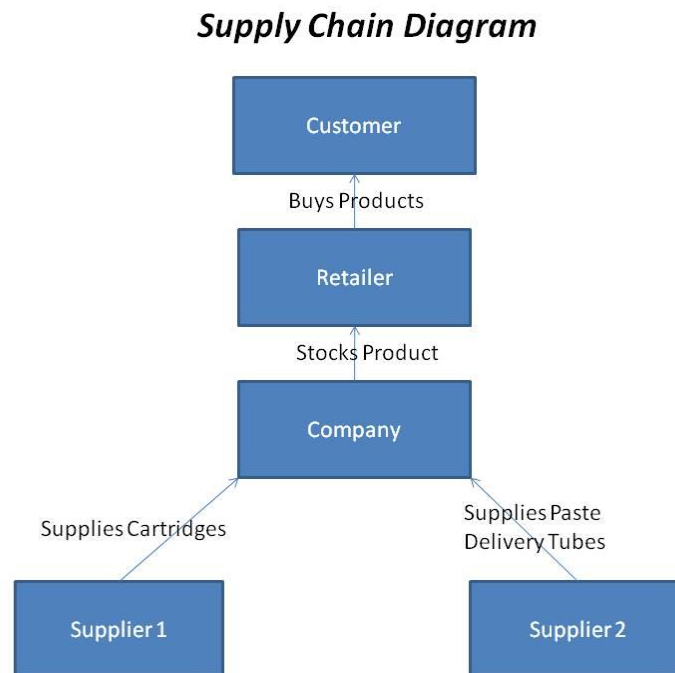 Supply Chain Diagram
Customer
Buys Products
Retailer
Stocks Product
Company
Supplies Cartridges
Supplies Paste
Delivery Tubes
Supplier 1
Supplier 2